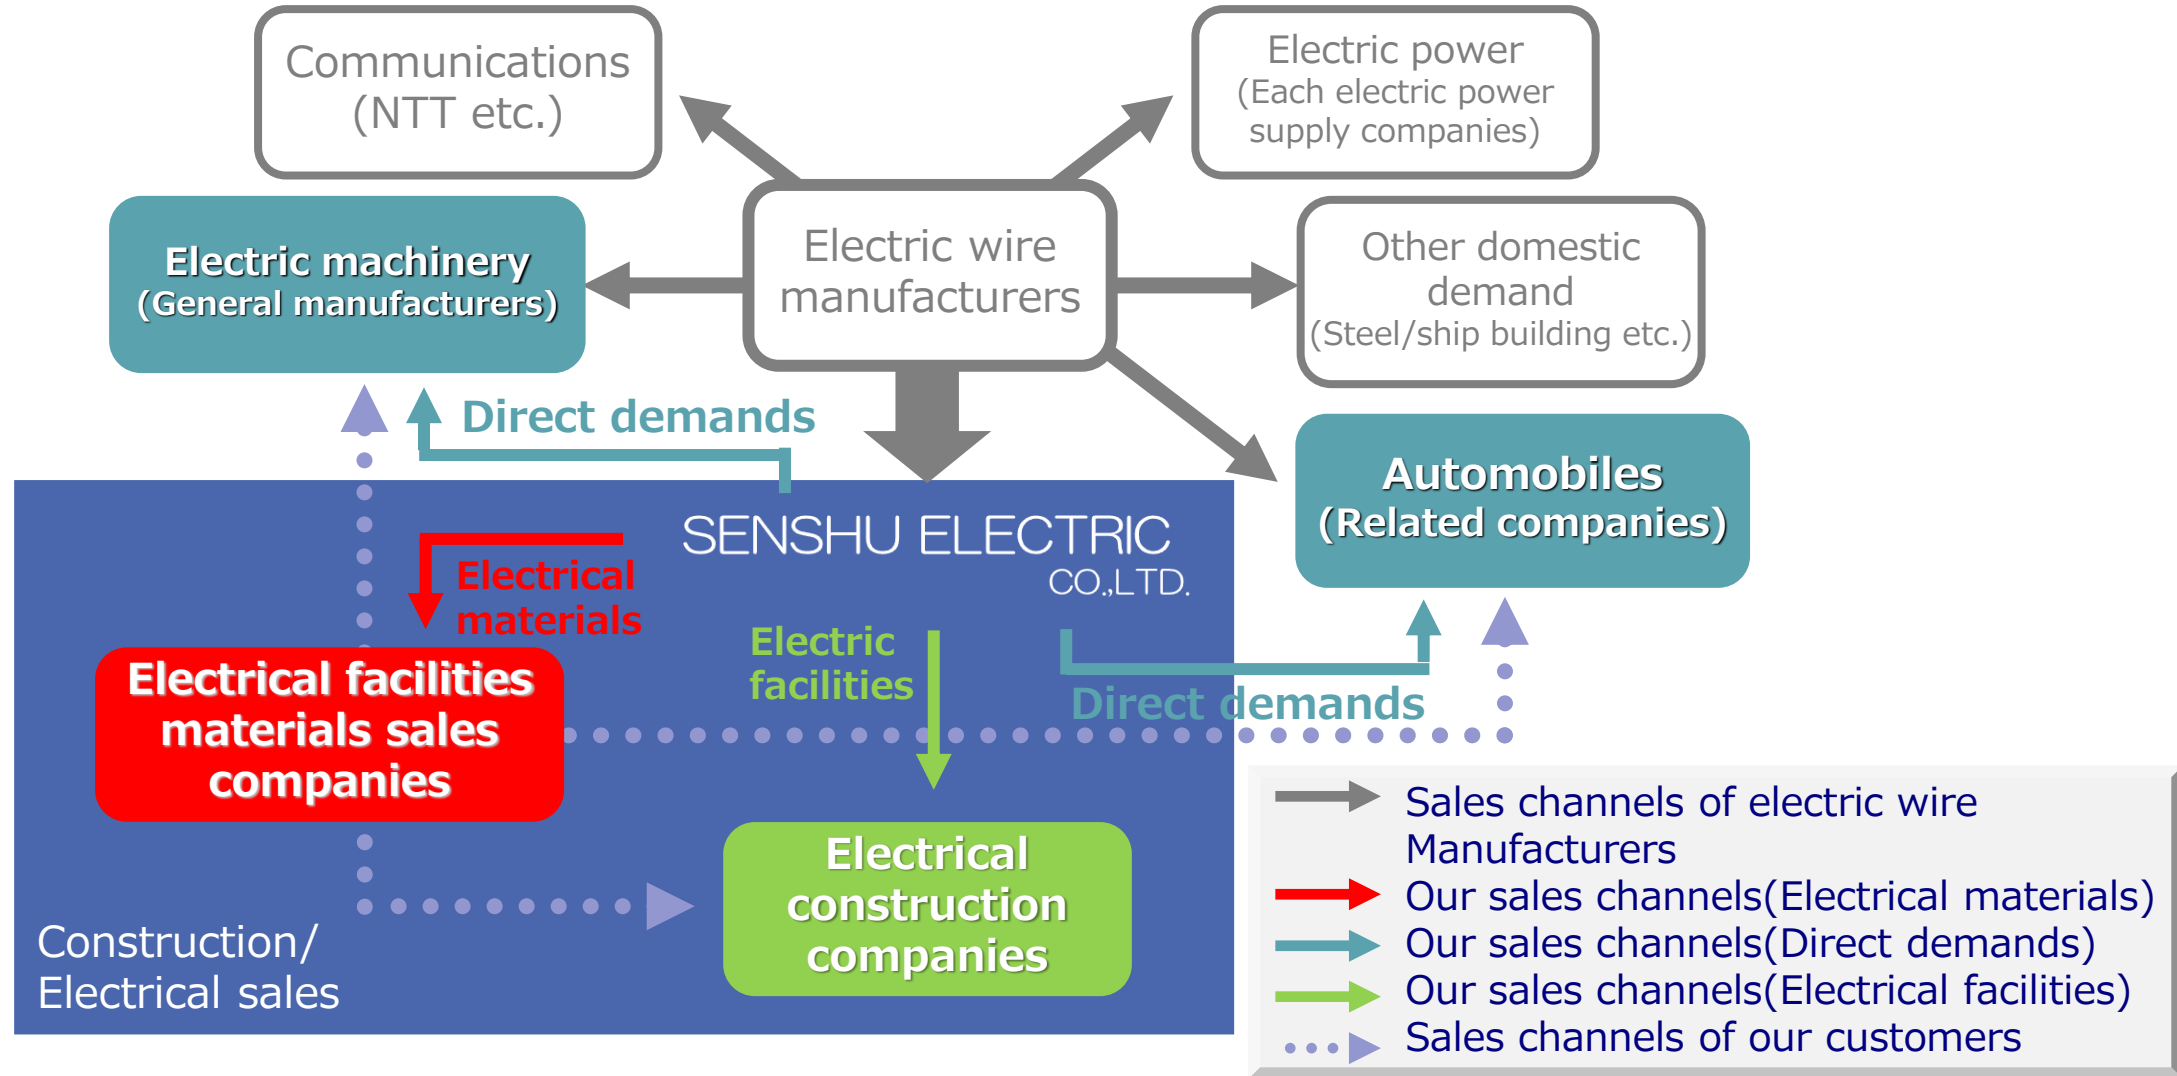 Communications
(NTT etc.)
Electric power
(Each electric power
supply companies)
Electric machinery
(General manufacturers)
Electric wire
manufacturers
Other domestic
demand
(Steel/ship building etc.)
Direct demands
Automobiles
(Related companies)
SENSHU ELECTRIC
CO.,LTD.
Electrical
materials
Electric
facilities
Direct demands
Electrical facilities
materials sales
companies
Electrical
construction
companies
Construction/
Electrical sales
Sales channels of electric wire
Manufacturers
Our sales channels(Electrical materials)
Our sales channels(Direct demands)
Our sales channels(Electrical facilities)
Sales channels of our customers